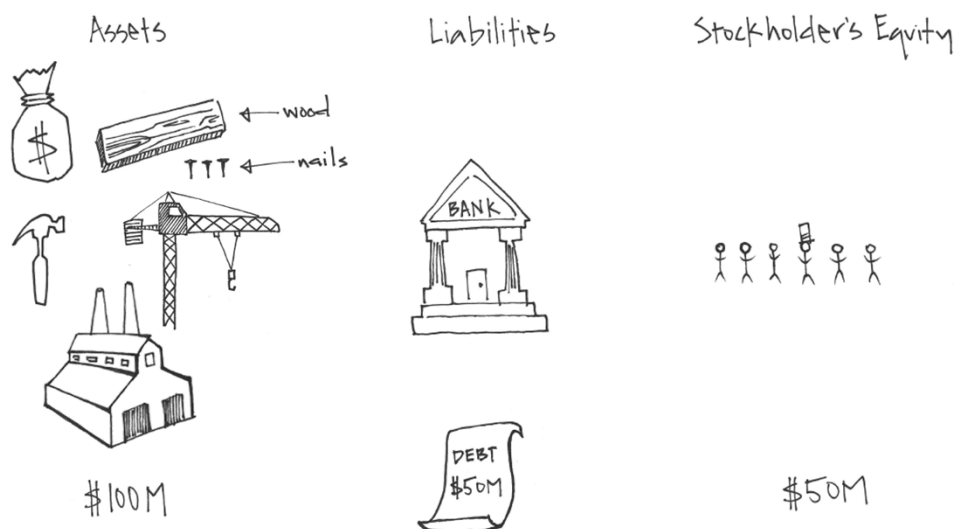 Assets
Liabilities
Stockholder's Equity
$
wood
nails
BANK
DEBT
$50M
$100M
$50M